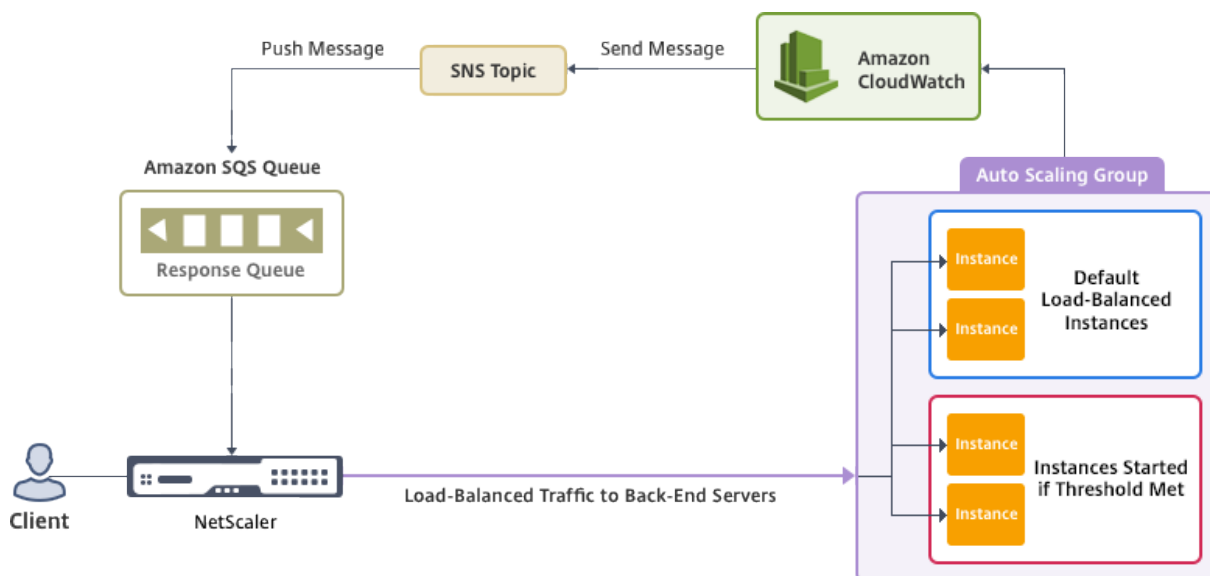 Push Message
Send Message
SNS Topic
Amazon
CloudWatch
Amazon SQS Queue
Response Queue
Auto Scaling Group
Instance
Instance
Default
Load-Balanced
Instances
Instance
Instance
Instances Started
if Threshold Met
Load-Balanced Traffic to Back-End Servers
Client
NetScaler